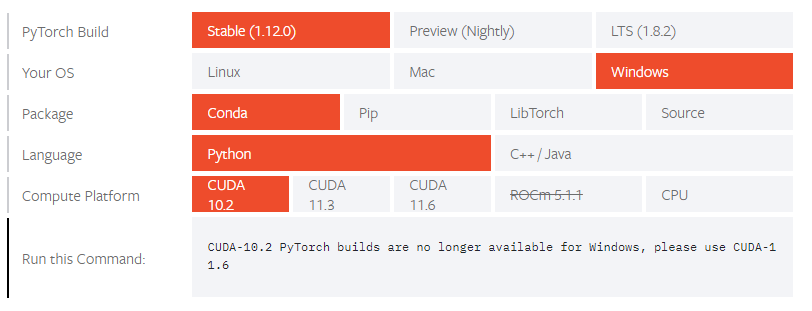 PyTorch Build Stable (1.12.0) Preview (Nightly) LTS (1.8.2)
Your OS Linux Mac Windows
Package Conda Pip LibTorch Source
Language Python C++ / Java
Compute Platform CUDA 10.2 CUDA 11.3 CUDA 11.6 ROCm 5.1.1 CPU
Run this Command:
CUDA-10.2 PyTorch builds are no longer available for Windows, please use CUDA-1
1.6